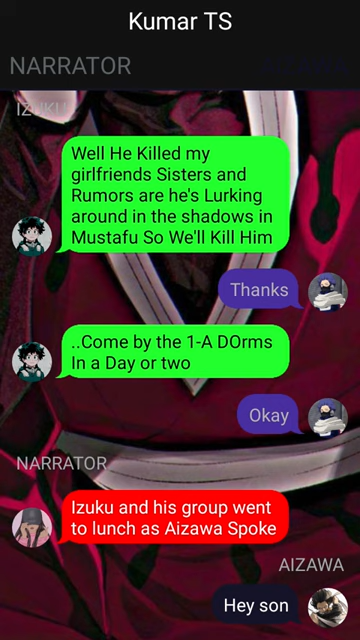 Kumar TS
NARRATOR
IZUKU
Well He Killed my
girlfriends Sisters and
Rumors are he's Lurking
around in the shadows in
Mustafu So We'll Kill Him
Thanks
..Come by the 1-A DOrms
In a Day or two
Okay
NARRATOR
Izuku and his group went
to lunch as Aizawa Spoke
AIZAWA
Hey son